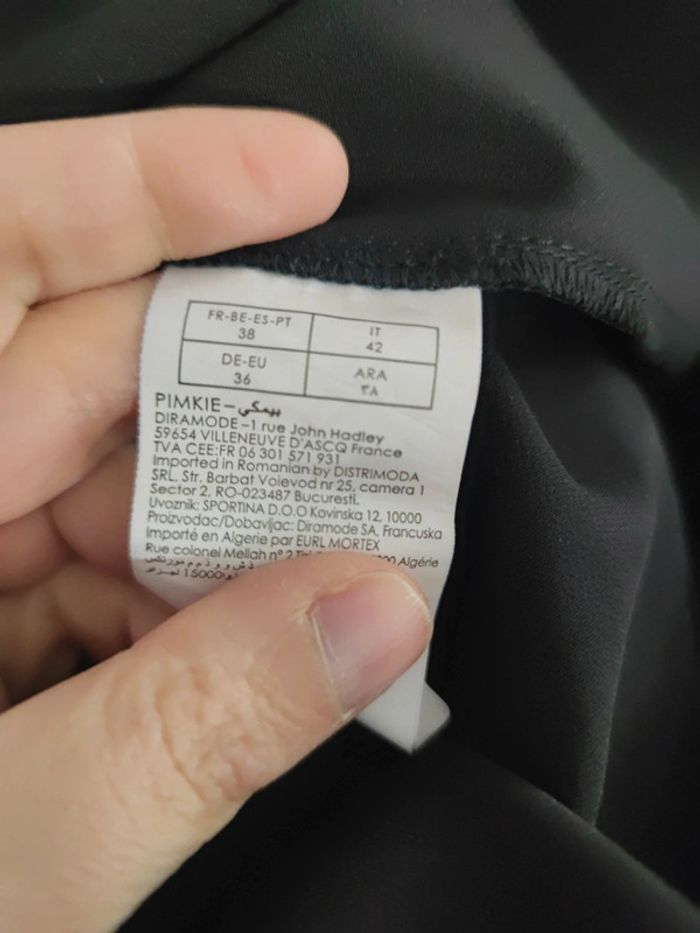 FR-BE-ES-PT
38
IT
42
DE-EU
36
ARA
٣٨
PIMKIE-بيمكي
DIRAMODE-1 rue John Hadley
59654 VILLENEUVE D'ASCQ France
TVA CEE:FR 06 301 571 931
Imported in Romanian by DISTRIMODA
SRL. Str. Barbat Voievod nr 25, camera 1
Sector 2, RO-023487 Bucuresti.
Uvoznik: SPORTINA D.O.O Kovinska 12, 10000
Proizvodac/Dobavljac: Diramode SA, Francuska
Importé en Algerie par EURL MORTEX
Rue colonel Mellah n° 2 Algérie
15000